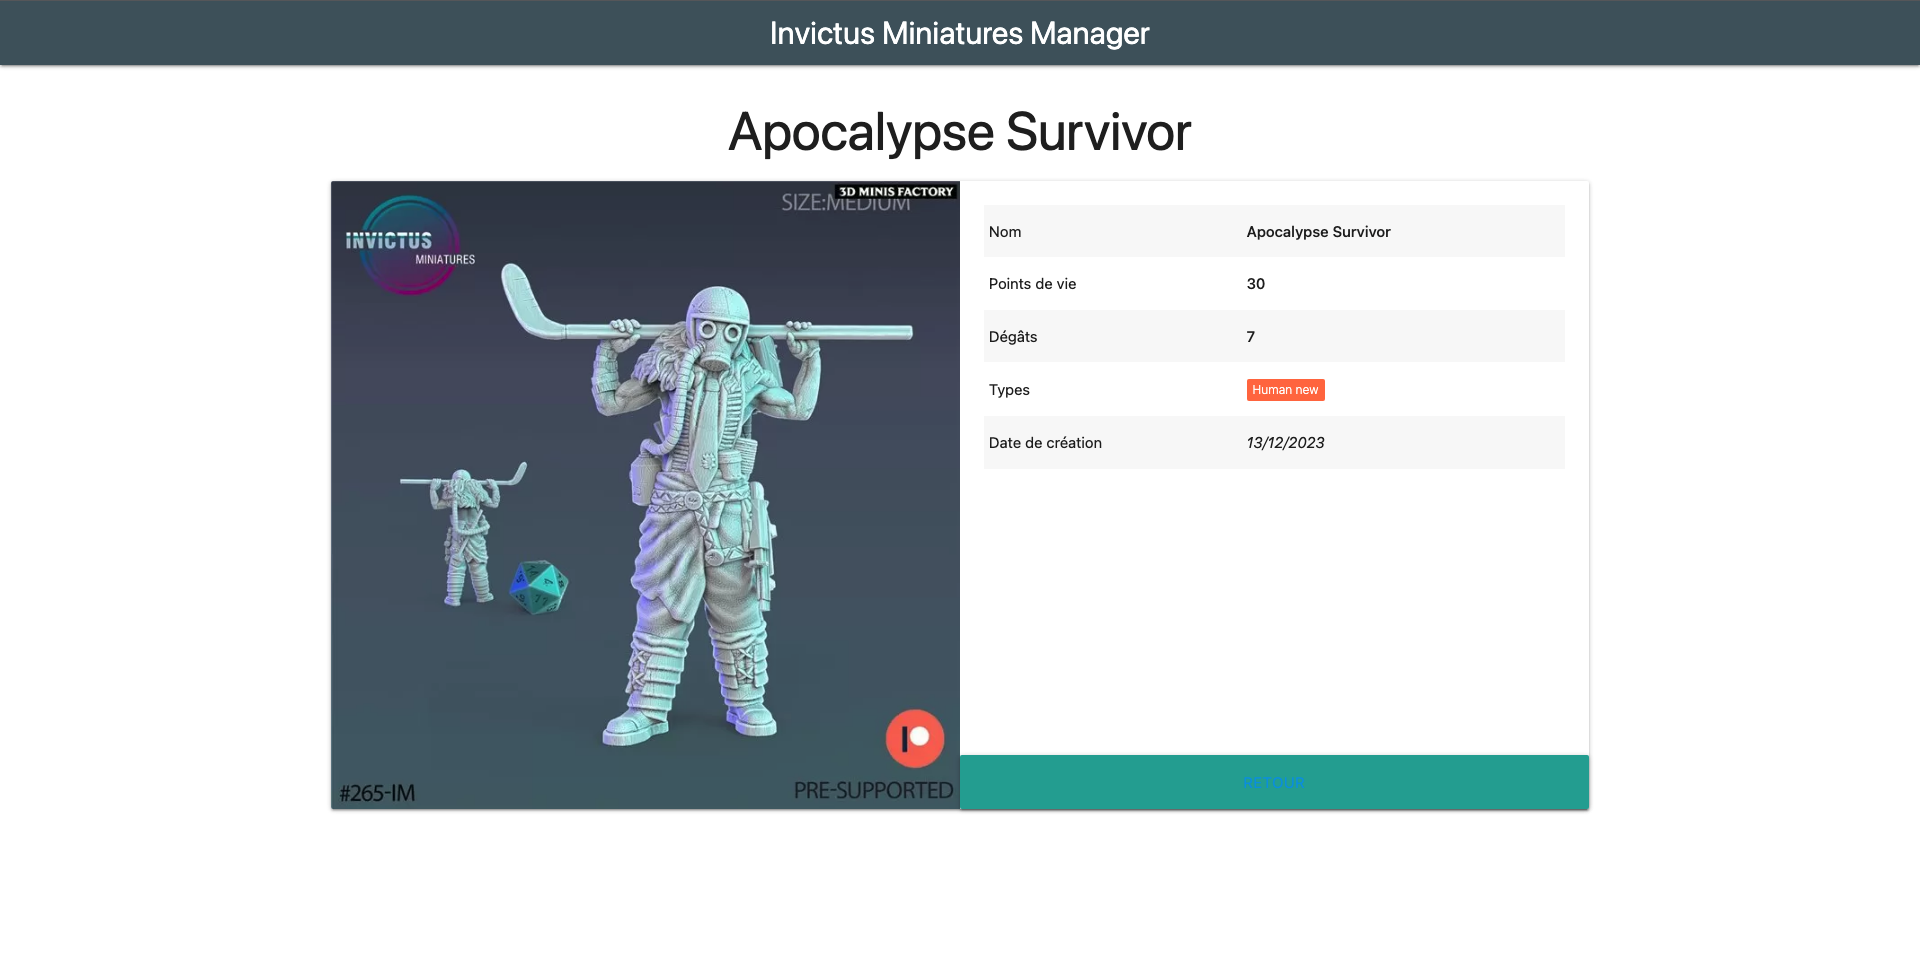 Invictus Miniatures Manager
Apocalypse Survivor
3D MINIS FACTORY
SIZE:MEDIUM
INVICTUS
MINIATURES
#265-IM
PRE-SUPPORTED
Nom Apocalypse Survivor
Points de vie 30
Dégâts 7
Types Human new
Date de création 13/12/2023
RETOUR